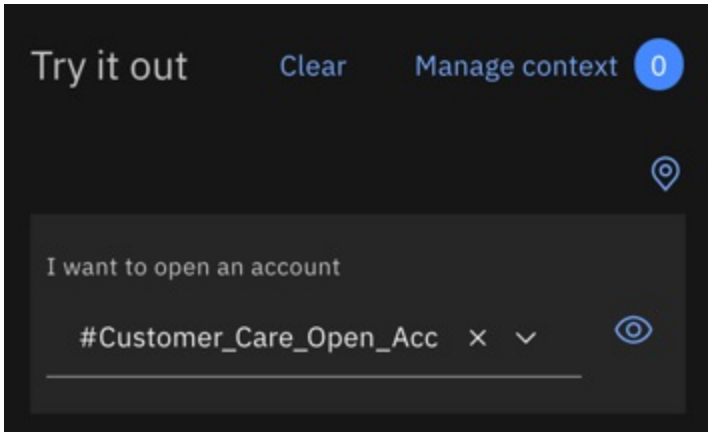 Try it out Clear Manage context 0
I want to open an account
#Customer_Care_Open_Acc